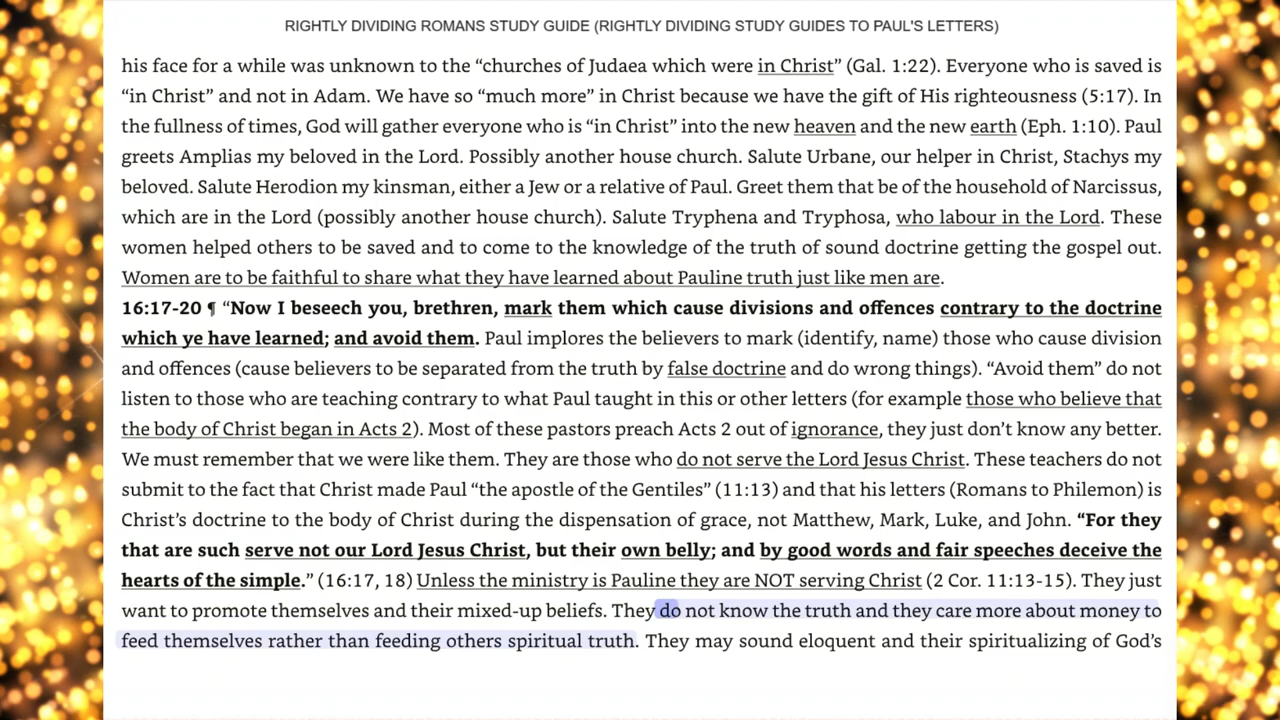 RIGHTLY DIVIDING ROMANS STUDY GUIDE (RIGHTLY DIVIDING STUDY GUIDES TO PAUL'S LETTERS)
his face for a while was unknown to the “churches of Judaea which were in Christ” (Gal. 1:22). Everyone who is saved is
“in Christ” and not in Adam. We have so “much more” in Christ because we have the gift of His righteousness (5:17). In
the fullness of times, God will gather everyone who is “in Christ” into the new heaven and the new earth (Eph. 1:10). Paul
greets Amplias my beloved in the Lord. Possibly another house church. Salute Urbane, our helper in Christ, Stachys my
beloved. Salute Herodion my kinsman, either a Jew or a relative of Paul. Greet them that be of the household of Narcissus,
which are in the Lord (possibly another house church). Salute Tryphena and Tryphosa, who labour in the Lord. These
women helped others to be saved and to come to the knowledge of the truth of sound doctrine getting the gospel out.
Women are to be faithful to share what they have learned about Pauline truth just like men are.
16:17-20 ¶ “Now I beseech you, brethren, mark them which cause divisions and offences contrary to the doctrine
which ye have learned; and avoid them. Paul implores the believers to mark (identify, name) those who cause division
and offences (cause believers to be separated from the truth by false doctrine and do wrong things). “Avoid them” do not
listen to those who are teaching contrary to what Paul taught in this or other letters (for example those who believe that
the body of Christ began in Acts 2). Most of these pastors preach Acts 2 out of ignorance, they just don’t know any better.
We must remember that we were like them. They are those who do not serve the Lord Jesus Christ. These teachers do not
submit to the fact that Christ made Paul “the apostle of the Gentiles” (11:13) and that his letters (Romans to Philemon) is
Christ’s doctrine to the body of Christ during the dispensation of grace, not Matthew, Mark, Luke, and John. “For they
that are such serve not our Lord Jesus Christ, but their own belly; and by good words and fair speeches deceive the
hearts of the simple.” (16:17, 18) Unless the ministry is Pauline they are NOT serving Christ (2 Cor. 11:13-15). They just
want to promote themselves and their mixed-up beliefs. They do not know the truth and they care more about money to
feed themselves rather than feeding others spiritual truth. They may sound eloquent and their spiritualizing of God’s